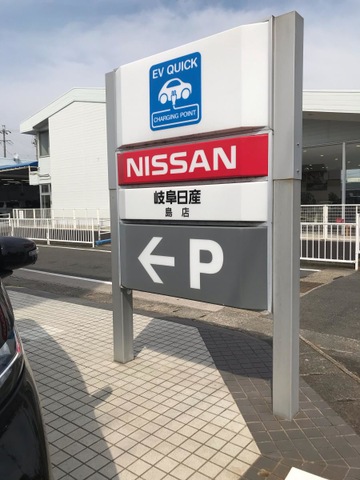 EV QUICK
CHARGING POINT
NISSAN
岐阜日産
島店
← P